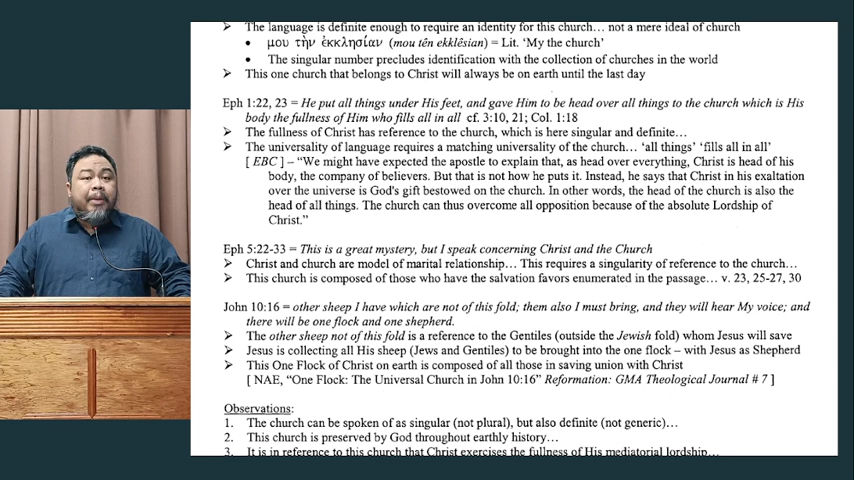 ➢ The language is definite enough to require an identity for this church… not a mere ideal of church
• μου τὴν ἐκκλησίαν (mou tên ekklêsian) = Lit. ‘My the church’
• The singular number precludes identification with the collection of churches in the world
➢ This one church that belongs to Christ will always be on earth until the last day
Eph 1:22, 23 = He put all things under His feet, and gave Him to be head over all things to the church which is His
body the fullness of Him who fills all in all cf. 3:10, 21; Col. 1:18
➢ The fullness of Christ has reference to the church, which is here singular and definite…
➢ The universality of language requires a matching universality of the church… ‘all things’ ‘fills all in all’
[ EBC ] – “We might have expected the apostle to explain that, as head over everything, Christ is head of his
body, the company of believers. But that is not how he puts it. Instead, he says that Christ in his exaltation
over the universe is God's gift bestowed on the church. In other words, the head of the church is also the
head of all things. The church can thus overcome all opposition because of the absolute Lordship of
Christ.”
Eph 5:22-33 = This is a great mystery, but I speak concerning Christ and the Church
➢ Christ and church are model of marital relationship… This requires a singularity of reference to the church…
➢ This church is composed of those who have the salvation favors enumerated in the passage… v. 23, 25-27, 30
John 10:16 = other sheep I have which are not of this fold; them also I must bring, and they will hear My voice; and
there will be one flock and one shepherd.
➢ The other sheep not of this fold is a reference to the Gentiles (outside the Jewish fold) whom Jesus will save
➢ Jesus is collecting all His sheep (Jews and Gentiles) to be brought into the one flock – with Jesus as Shepherd
➢ This One Flock of Christ on earth is composed of all those in saving union with Christ
[ NAE, “One Flock: The Universal Church in John 10:16” Reformation: GMA Theological Journal # 7 ]
Observations:
1. The church can be spoken of as singular (not plural), but also definite (not generic)…
2. This church is preserved by God throughout earthly history…
3. It is in reference to this church that Christ exercises the fullness of His mediatorial lordship…